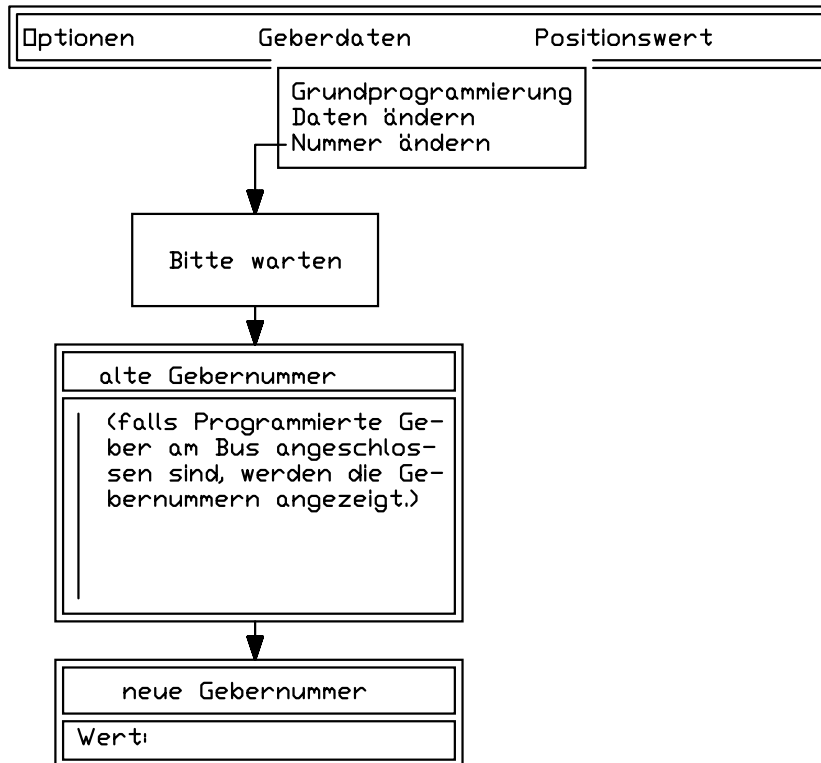 Optionen Geberdaten Positionswert
Grundprogrammierung
Daten ändern
Nummer ändern
Bitte warten
alte Gebernummer
(falls Programmierte Ge-
ber am Bus angeschlos-
sen sind, werden die Ge-
bernummern angezeigt.)
neue Gebernummer
Wert: